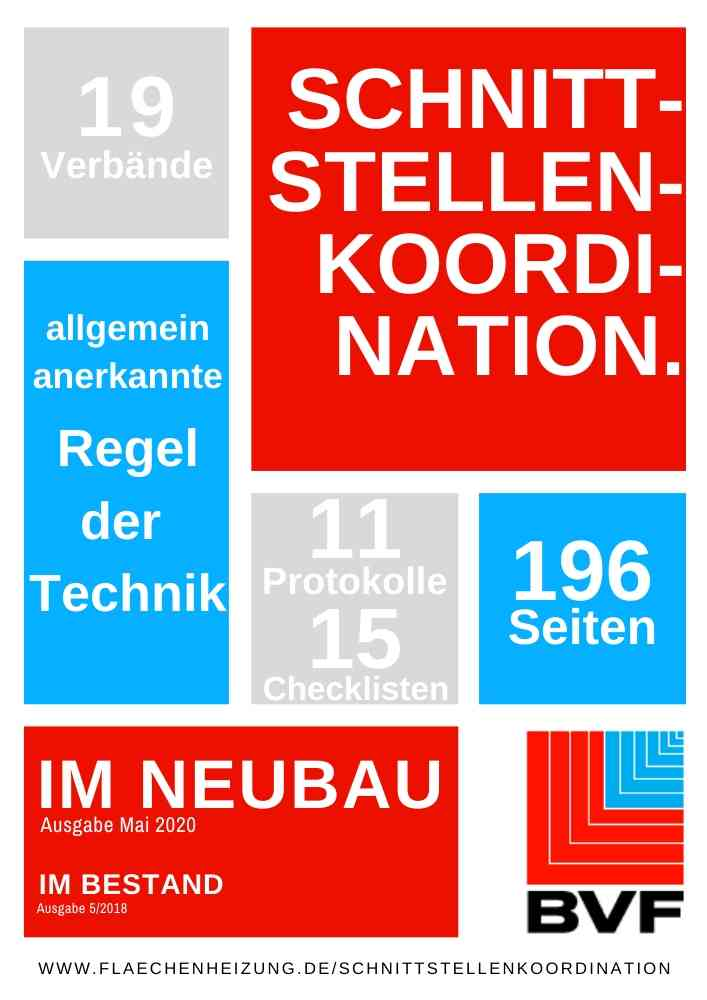 19
Verbände
SCHNITT-
STELLEN-
KOORDI-
NATION.
allgemein
anerkannte
Regel
der
Technik
11
Protokolle
15
Checklisten
196
Seiten
IM NEUBAU
Ausgabe Mai 2020
IM BESTAND
Ausgabe 5/2018
BVF
WWW.FLAECHENHEIZUNG.DE/SCHNITTSTELLENKOORDINATION